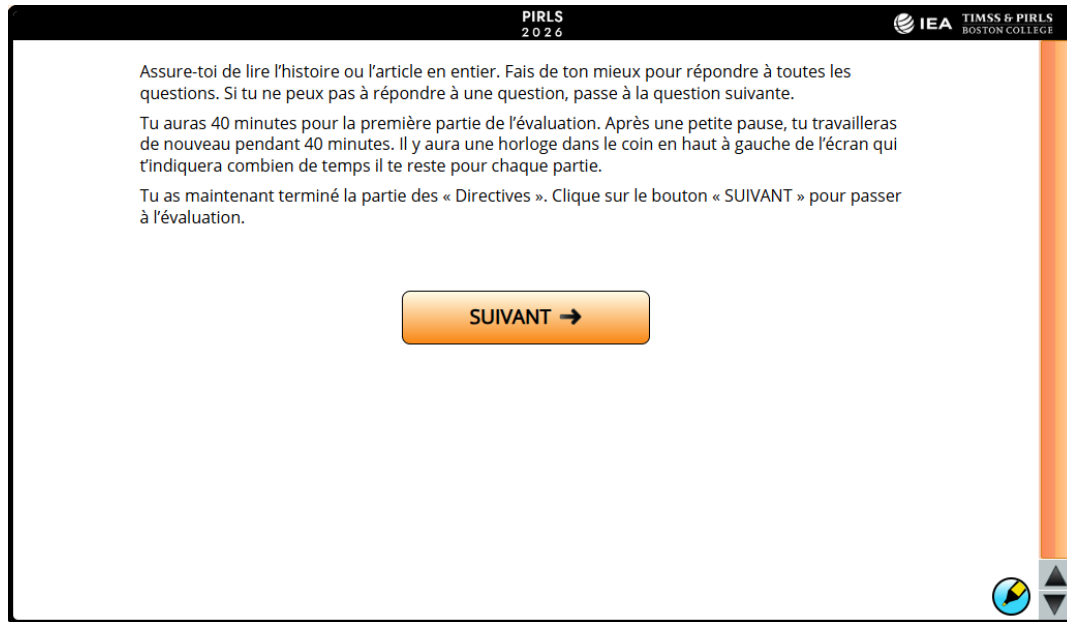 PIRLS
2026
IEA
TIMSS & PIRLS
BOSTON COLLEGE
Assure-toi de lire l’histoire ou l’article en entier. Fais de ton mieux pour répondre à toutes les
questions. Si tu ne peux pas à répondre à une question, passe à la question suivante.
Tu auras 40 minutes pour la première partie de l’évaluation. Après une petite pause, tu travailleras
de nouveau pendant 40 minutes. Il y aura une horloge dans le coin en haut à gauche de l’écran qui
t’indiquera combien de temps il te reste pour chaque partie.
Tu as maintenant terminé la partie des « Directives ». Clique sur le bouton « SUIVANT » pour passer
à l’évaluation.
SUIVANT ➔